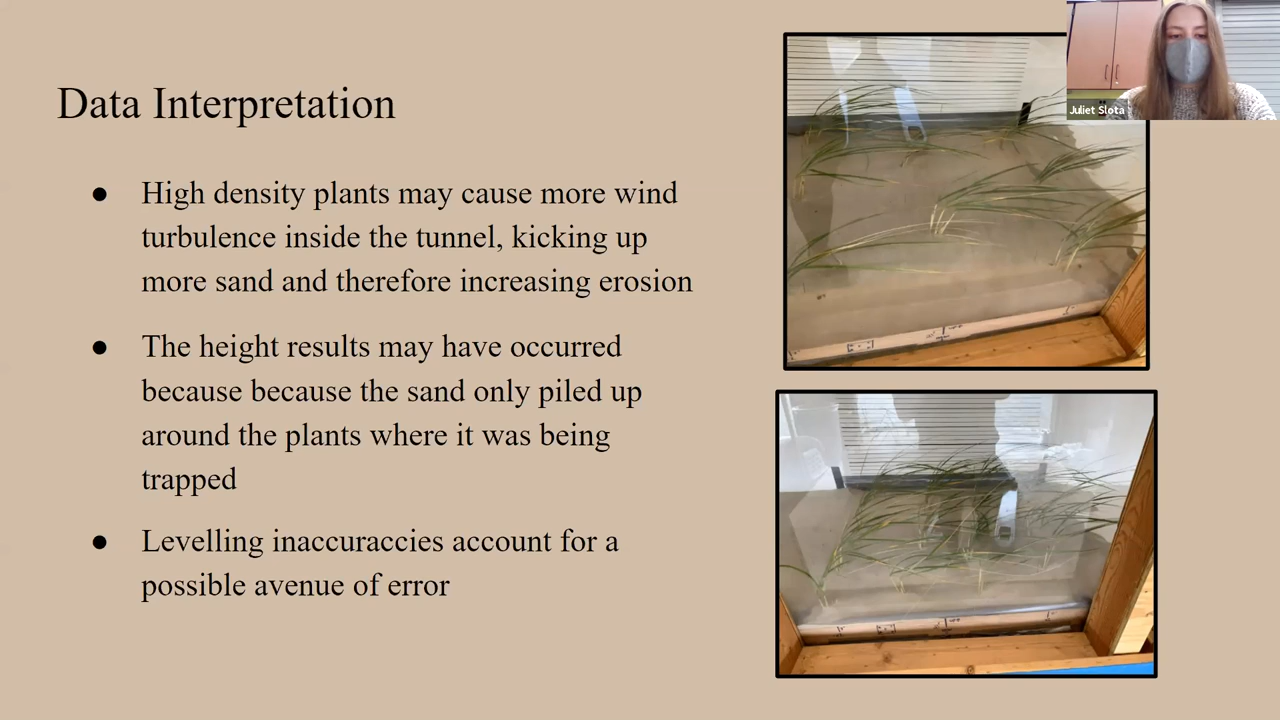 Data Interpretation
● High density plants may cause more wind
turbulence inside the tunnel, kicking up
more sand and therefore increasing erosion
● The height results may have occurred
because because the sand only piled up
around the plants where it was being
trapped
● Levelling inaccuraccies account for a
possible avenue of error
Juliet Slota